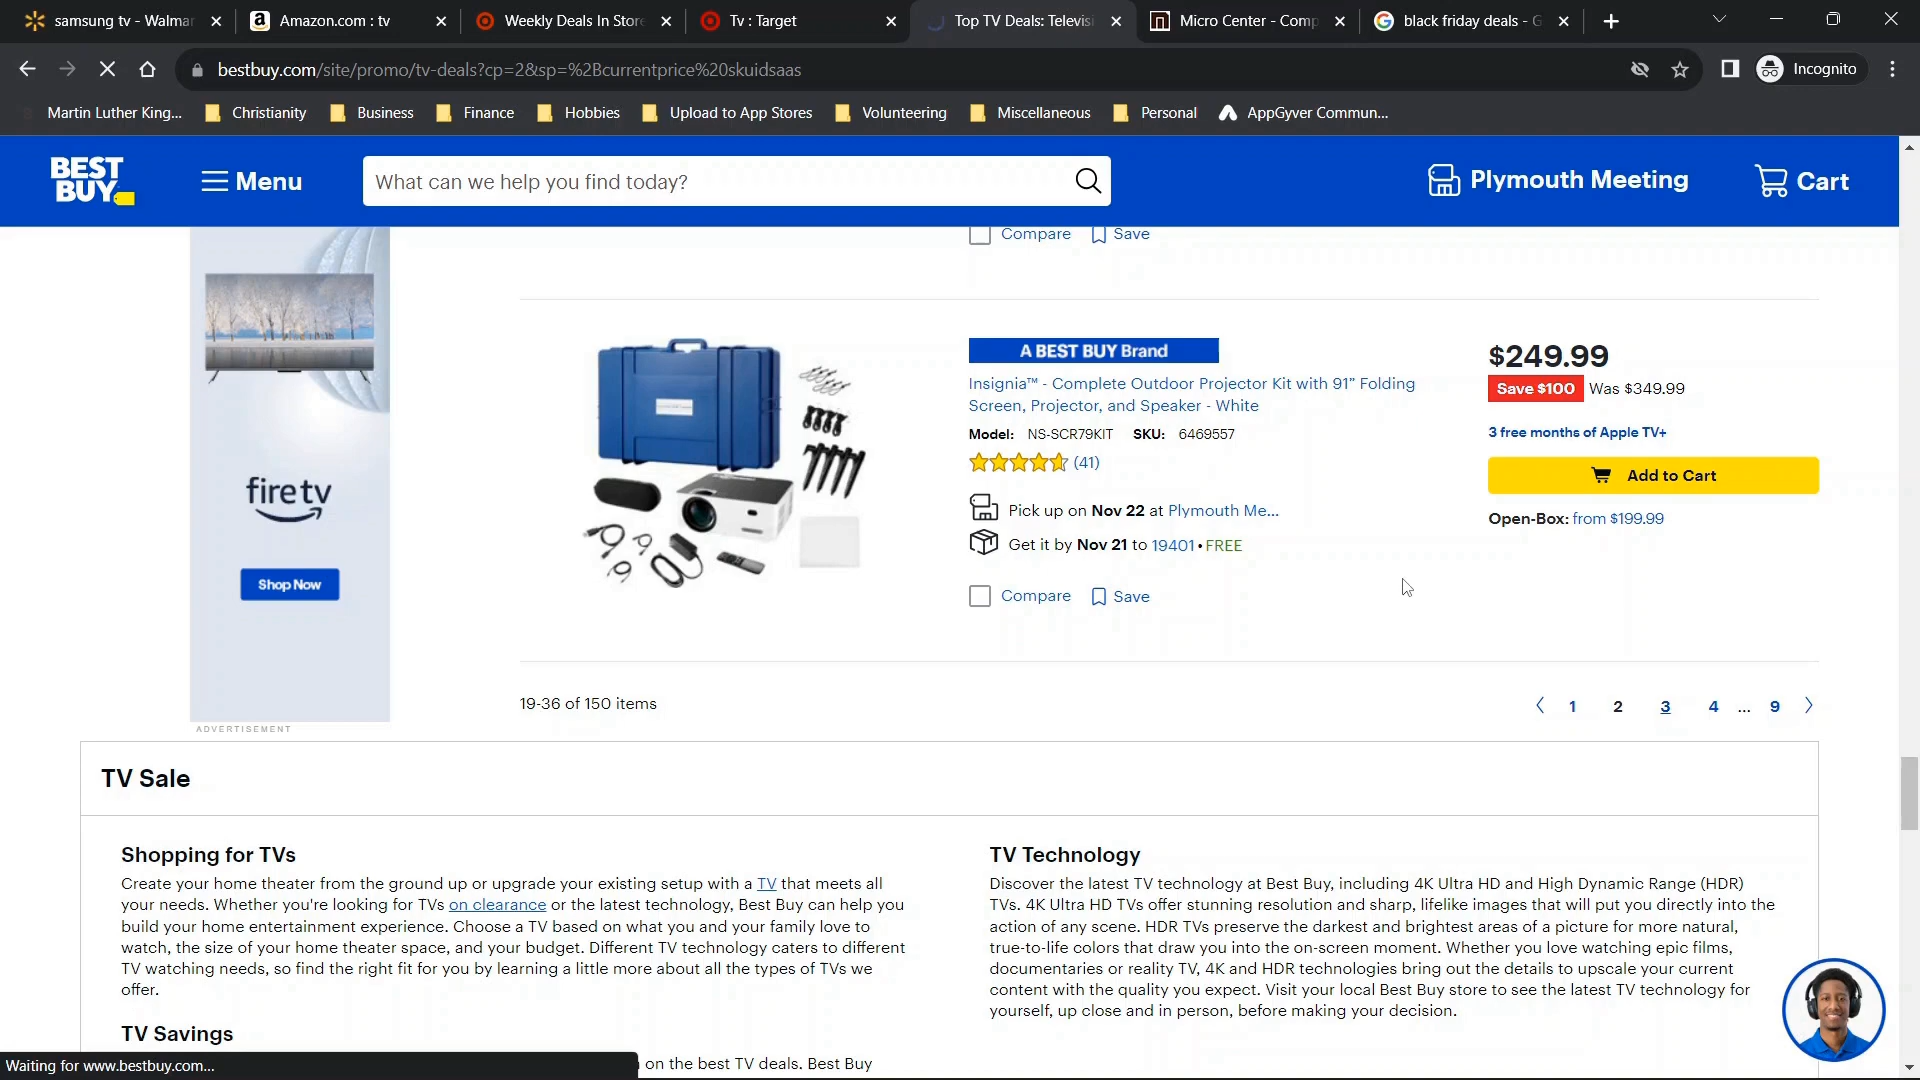 samsung tv - Walmar
Amazon.com : tv
Weekly Deals In Store
Tv : Target
Top TV Deals: Televisi
Micro Center - Comp
black friday deals - G
bestbuy.com/site/promo/tv-deals?cp=2&sp=%2Bcurrentprice%20skuidsaas
Incognito
Martin Luther King...
Christianity
Business
Finance
Hobbies
Upload to App Stores
Volunteering
Miscellaneous
Personal
AppGyver Commun...
BEST
BUY
Menu
What can we help you find today?
Plymouth Meeting
Cart
Compare
Save
fire tv
Shop Now
ADVERTISEMENT
A BEST BUY Brand
Insignia™ - Complete Outdoor Projector Kit with 91” Folding
Screen, Projector, and Speaker - White
Model: NS-SCR79KIT SKU: 6469557
(41)
Pick up on Nov 22 at Plymouth Me...
Get it by Nov 21 to 19401 • FREE
Compare
Save
$249.99
Save $100 Was $349.99
3 free months of Apple TV+
Add to Cart
Open-Box: from $199.99
19-36 of 150 items
1 2 3 4 ... 9
TV Sale
Shopping for TVs
Create your home theater from the ground up or upgrade your existing setup with a TV that meets all
your needs. Whether you're looking for TVs on clearance or the latest technology, Best Buy can help you
build your home entertainment experience. Choose a TV based on what you and your family love to
watch, the size of your home theater space, and your budget. Different TV technology caters to different
TV watching needs, so find the right fit for you by learning a little more about all the types of TVs we
offer.
TV Savings
on the best TV deals. Best Buy
TV Technology
Discover the latest TV technology at Best Buy, including 4K Ultra HD and High Dynamic Range (HDR)
TVs. 4K Ultra HD TVs offer stunning resolution and sharp, lifelike images that will put you directly into the
action of any scene. HDR TVs preserve the darkest and brightest areas of a picture for more natural,
true-to-life colors that draw you into the on-screen moment. Whether you love watching epic films,
documentaries or reality TV, 4K and HDR technologies bring out the details to upscale your current
content with the quality you expect. Visit your local Best Buy store to see the latest TV technology for
yourself, up close and in person, before making your decision.
Waiting for www.bestbuy.com...